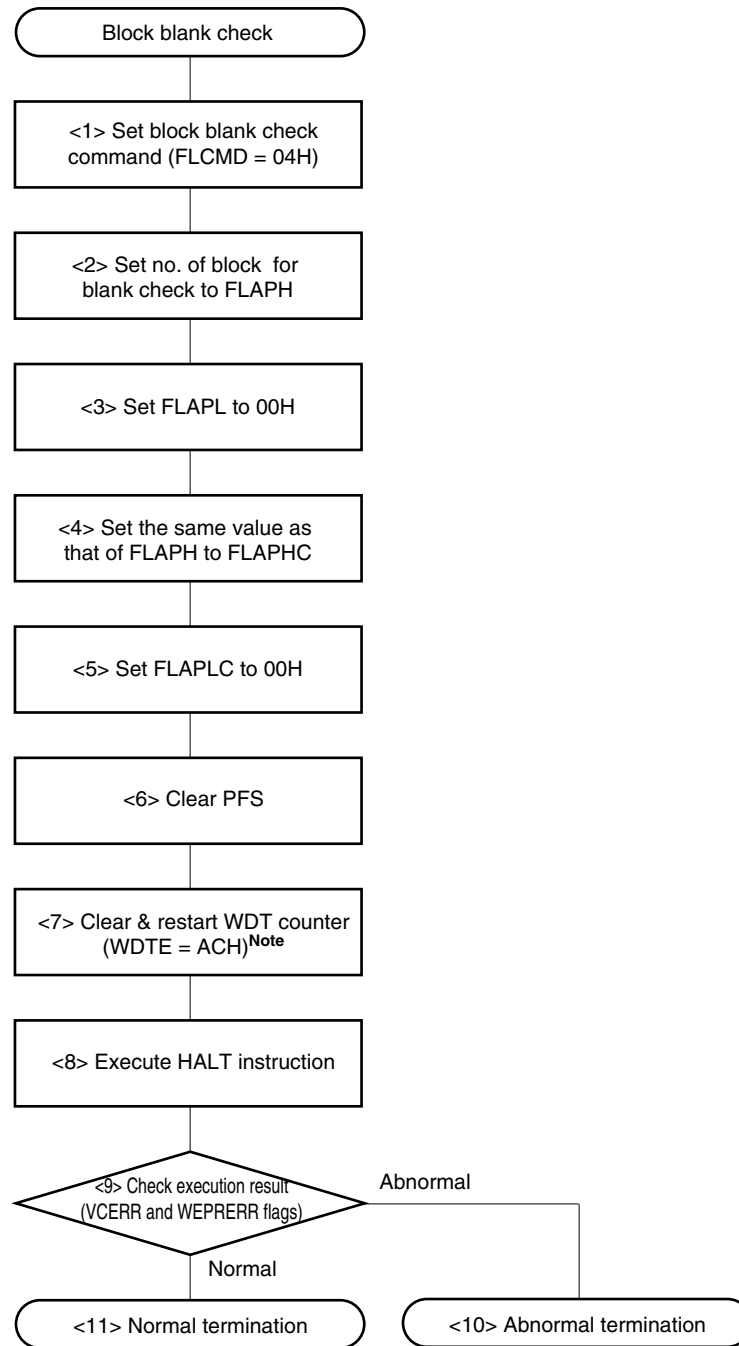 Block blank check
<1> Set block blank check
command (FLCMD = 04H)
<2> Set no. of block for
blank check to FLAPH
<3> Set FLAPL to 00H
<4> Set the same value as
that of FLAPH to FLAPHC
<5> Set FLAPLC to 00H
<6> Clear PFS
<7> Clear & restart WDT counter
(WDTE = ACH)Note
<8> Execute HALT instruction
<9> Check execution result
(VCERR and WEPRERR flags)
Abnormal
Normal
<11> Normal termination
<10> Abnormal termination